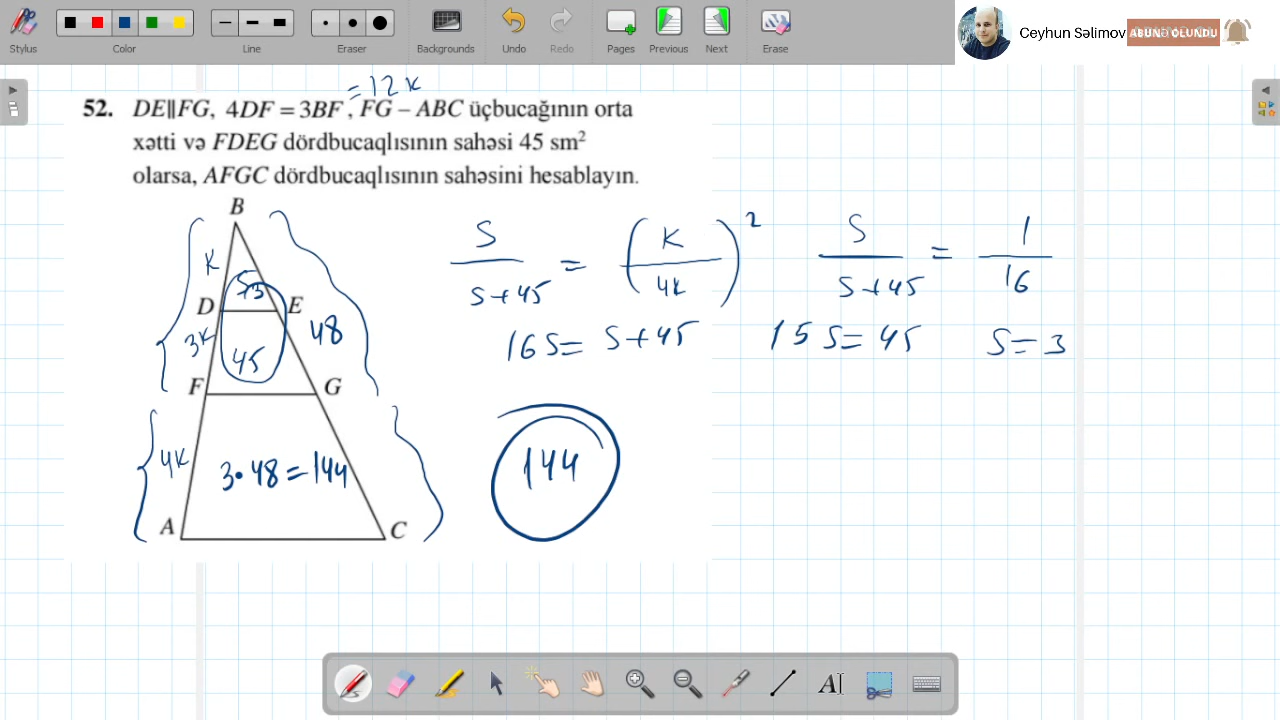 Stylus
Color
Line
Eraser
Backgrounds
Undo
Redo
Pages
Previous
Next
Erase
Ceyhun Səlimov
ABUNƏ OLUNDU
=12K
52. DE∥FG, 4DF = 3BF, FG – ABC üçbucağının orta
xətti və FDEG dördbucaqlısının sahəsi 45 sm²
olarsa, AFGC dördbucaqlısının sahəsini hesablayın.
B
K
D
E
3K
45
48
F
G
4K
3•48=144
A
C
S/(S+45) = (K/4K)²
S/(S+45) = 1/16
16S= S+45
15S=45
S=3
144
AI